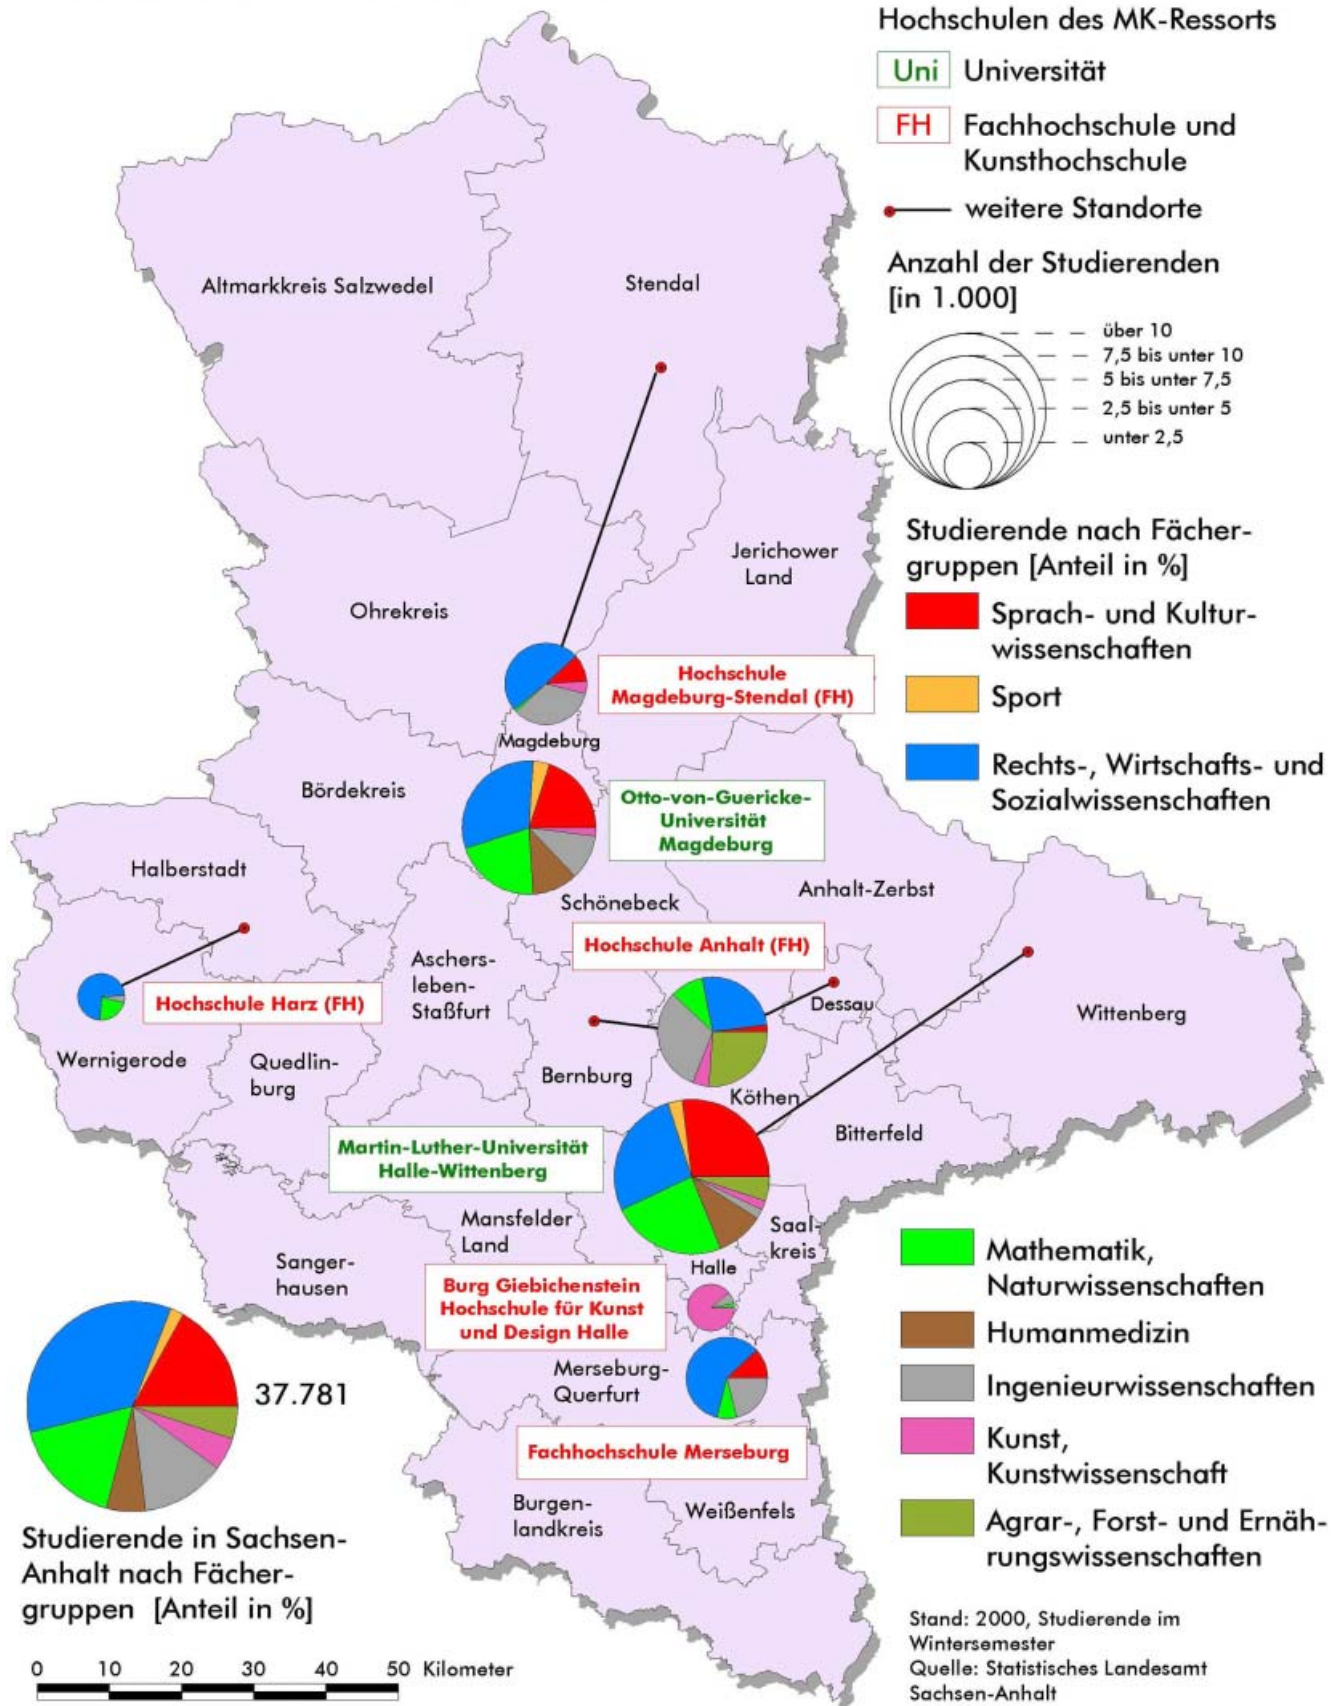 Hochschulen des MK-Ressorts
Uni Universität
FH Fachhochschule und
Kunsthochschule
weitere Standorte
Anzahl der Studierenden
[in 1.000]
über 10
7,5 bis unter 10
5 bis unter 7,5
2,5 bis unter 5
unter 2,5
Studierende nach Fächer-
gruppen [Anteil in %]
Sprach- und Kultur-
wissenschaften
Sport
Rechts-, Wirtschafts- und
Sozialwissenschaften
Altmarkkreis Salzwedel
Stendal
Jerichower
Land
Ohrekreis
Hochschule
Magdeburg-Stendal (FH)
Magdeburg
Bördekreis
Otto-von-Guericke-
Universität
Magdeburg
Halberstadt
Anhalt-Zerbst
Schönebeck
Hochschule Anhalt (FH)
Aschers-
leben-
Staßfurt
Hochschule Harz (FH)
Dessau
Wittenberg
Wernigerode
Quedlin-
burg
Bernburg
Köthen
Bitterfeld
Martin-Luther-Universität
Halle-Wittenberg
Mansfelder
Land
Saal-
kreis
Sanger-
hausen
Halle
Burg Giebichenstein
Hochschule für Kunst
und Design Halle
Merseburg-
Querfurt
Fachhochschule Merseburg
Burgen-
landkreis
Weißenfels
Mathematik,
Naturwissenschaften
Humanmedizin
Ingenieurwissenschaften
Kunst,
Kunstwissenschaft
Agrar-, Forst- und Ernäh-
rungswissenschaften
37.781
Studierende in Sachsen-
Anhalt nach Fächer-
gruppen [Anteil in %]
0 10 20 30 40 50 Kilometer
Stand: 2000, Studierende im
Wintersemester
Quelle: Statistisches Landesamt
Sachsen-Anhalt